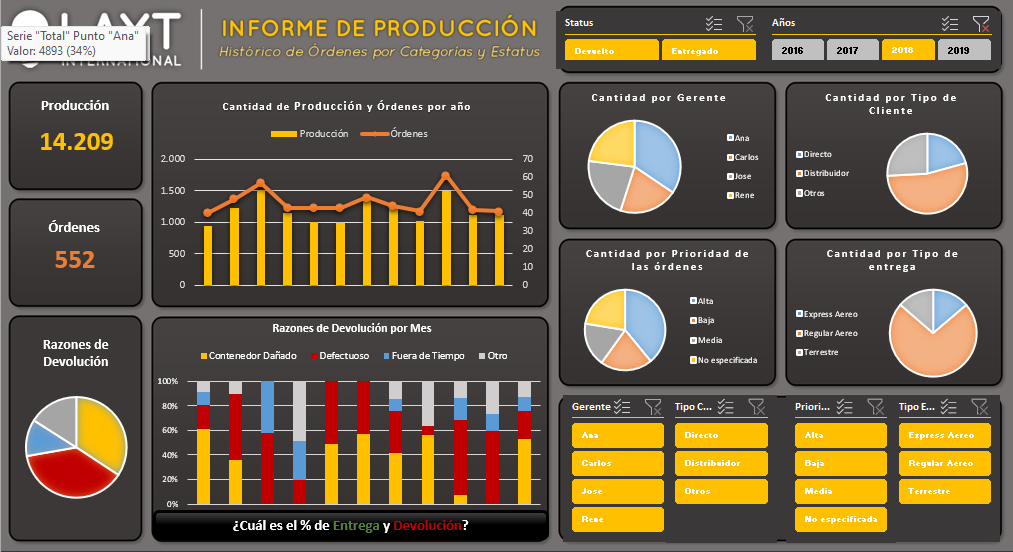 LAXT
INTERNATIONAL
Serie "Total" Punto "Ana"
Valor: 4893 (34%)
INFORME DE PRODUCCIÓN
Histórico de Órdenes por Categorías y Estatus
Status
Devuelto
Entregado
Años
2016
2017
2018
2019
Producción
14.209
Órdenes
552
Cantidad de Producción y Órdenes por año
Producción
Órdenes
2.000
1.500
1.000
500
0
70
60
50
40
30
20
10
0
Cantidad por Gerente
Ana
Carlos
Jose
Rene
Cantidad por Tipo de
Cliente
Directo
Distribuidor
Otros
Cantidad por Prioridad de
las órdenes
Alta
Baja
Media
No especificada
Cantidad por Tipo de
entrega
Express Aereo
Regular Aereo
Terrestre
Razones de
Devolución
Razones de Devolución por Mes
Contenedor Dañado
Defectuoso
Fuera de Tiempo
Otro
100%
80%
60%
40%
20%
0%
¿Cuál es el % de Entrega y Devolución?
Gerente
Ana
Carlos
Jose
Rene
Tipo C...
Directo
Distribuidor
Otros
Priori...
Alta
Baja
Media
No especificada
Tipo E...
Express Aereo
Regular Aereo
Terrestre